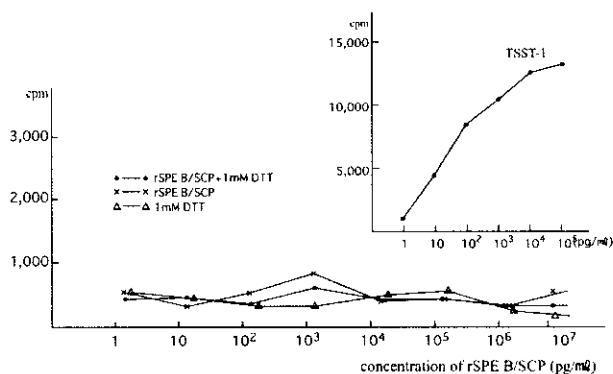 cpm
15,000
TSST-1
10,000
5,000
1 10 10² 10³ 10⁴ 10⁵ (pg/mℓ)
cpm
3,000
2,000
1,000
rSPE B/SCP+1mM DTT
rSPE B/SCP
1mM DTT
1 10 10² 10³ 10⁴ 10⁵ 10⁶ 10⁷
concentration of rSPE B/SCP (pg/mℓ)